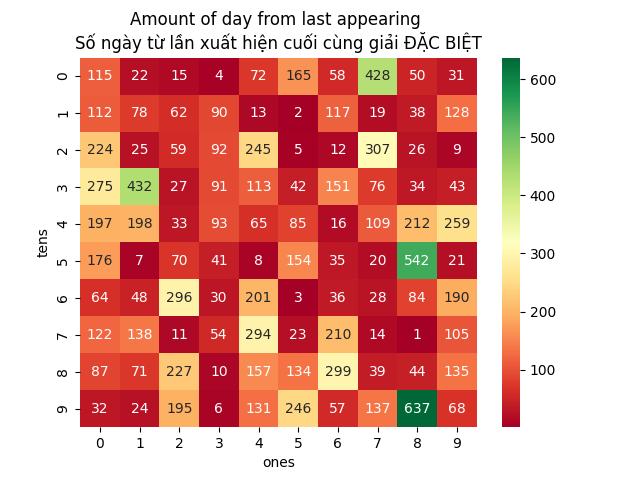 Amount of day from last appearing
Số ngày từ lần xuất hiện cuối cùng giải ĐẶC BIỆT
0 115 22 15 4 72 165 58 428 50 31
1 112 78 62 90 13 2 117 19 38 128
2 224 25 59 92 245 5 12 307 26 9
3 275 432 27 91 113 42 151 76 34 43
4 197 198 33 93 65 85 16 109 212 259
5 176 7 70 41 8 154 35 20 542 21
6 64 48 296 30 201 3 36 28 84 190
7 122 138 11 54 294 23 210 14 1 105
8 87 71 227 10 157 134 299 39 44 135
9 32 24 195 6 131 246 57 137 637 68
0 1 2 3 4 5 6 7 8 9
ones
tens
600
500
400
300
200
100